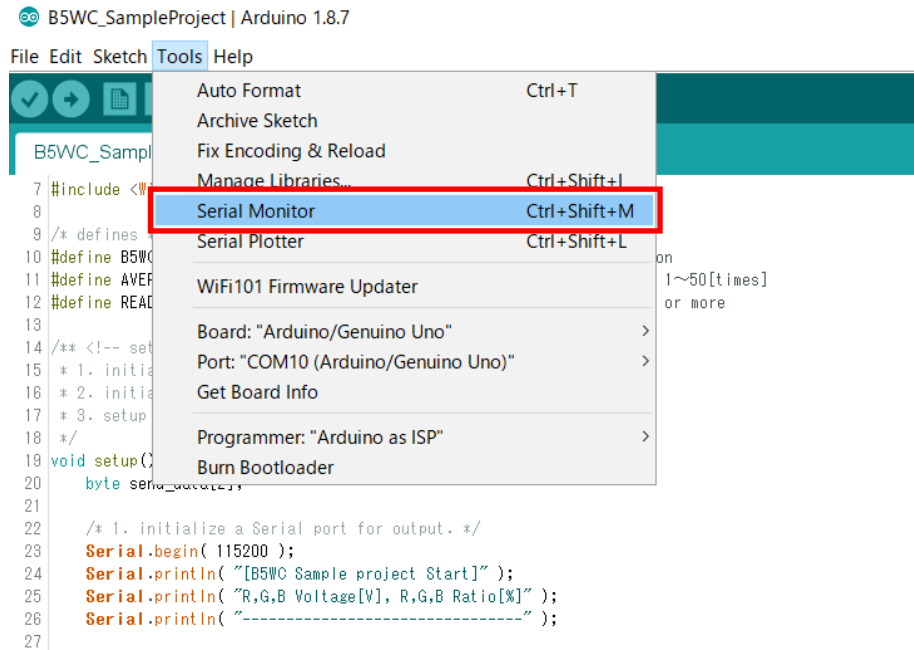 B5WC_SampleProject | Arduino 1.8.7
File Edit Sketch Tools Help
Auto Format Ctrl+T
Archive Sketch
Fix Encoding & Reload
Manage Libraries... Ctrl+Shift+I
Serial Monitor Ctrl+Shift+M
Serial Plotter Ctrl+Shift+L
WiFi101 Firmware Updater
Board: "Arduino/Genuino Uno"
Port: "COM10 (Arduino/Genuino Uno)"
Get Board Info
Programmer: "Arduino as ISP"
Burn Bootloader
B5WC_Sampl
7 #include <W
8
9 /* defines *
10 #define B5WC on
11 #define AVER 1~50[times]
12 #define READ or more
13
14 /** <!-- set
15 * 1. initia
16 * 2. initia
17 * 3. setup
18 */
19 void setup()
20 byte send_data[2];
21
22 /* 1. initialize a Serial port for output. */
23 Serial.begin( 115200 );
24 Serial.println( "[B5WC Sample project Start]" );
25 Serial.println( "R,G,B Voltage[V], R,G,B Ratio[%]" );
26 Serial.println( "--------------------------------" );
27